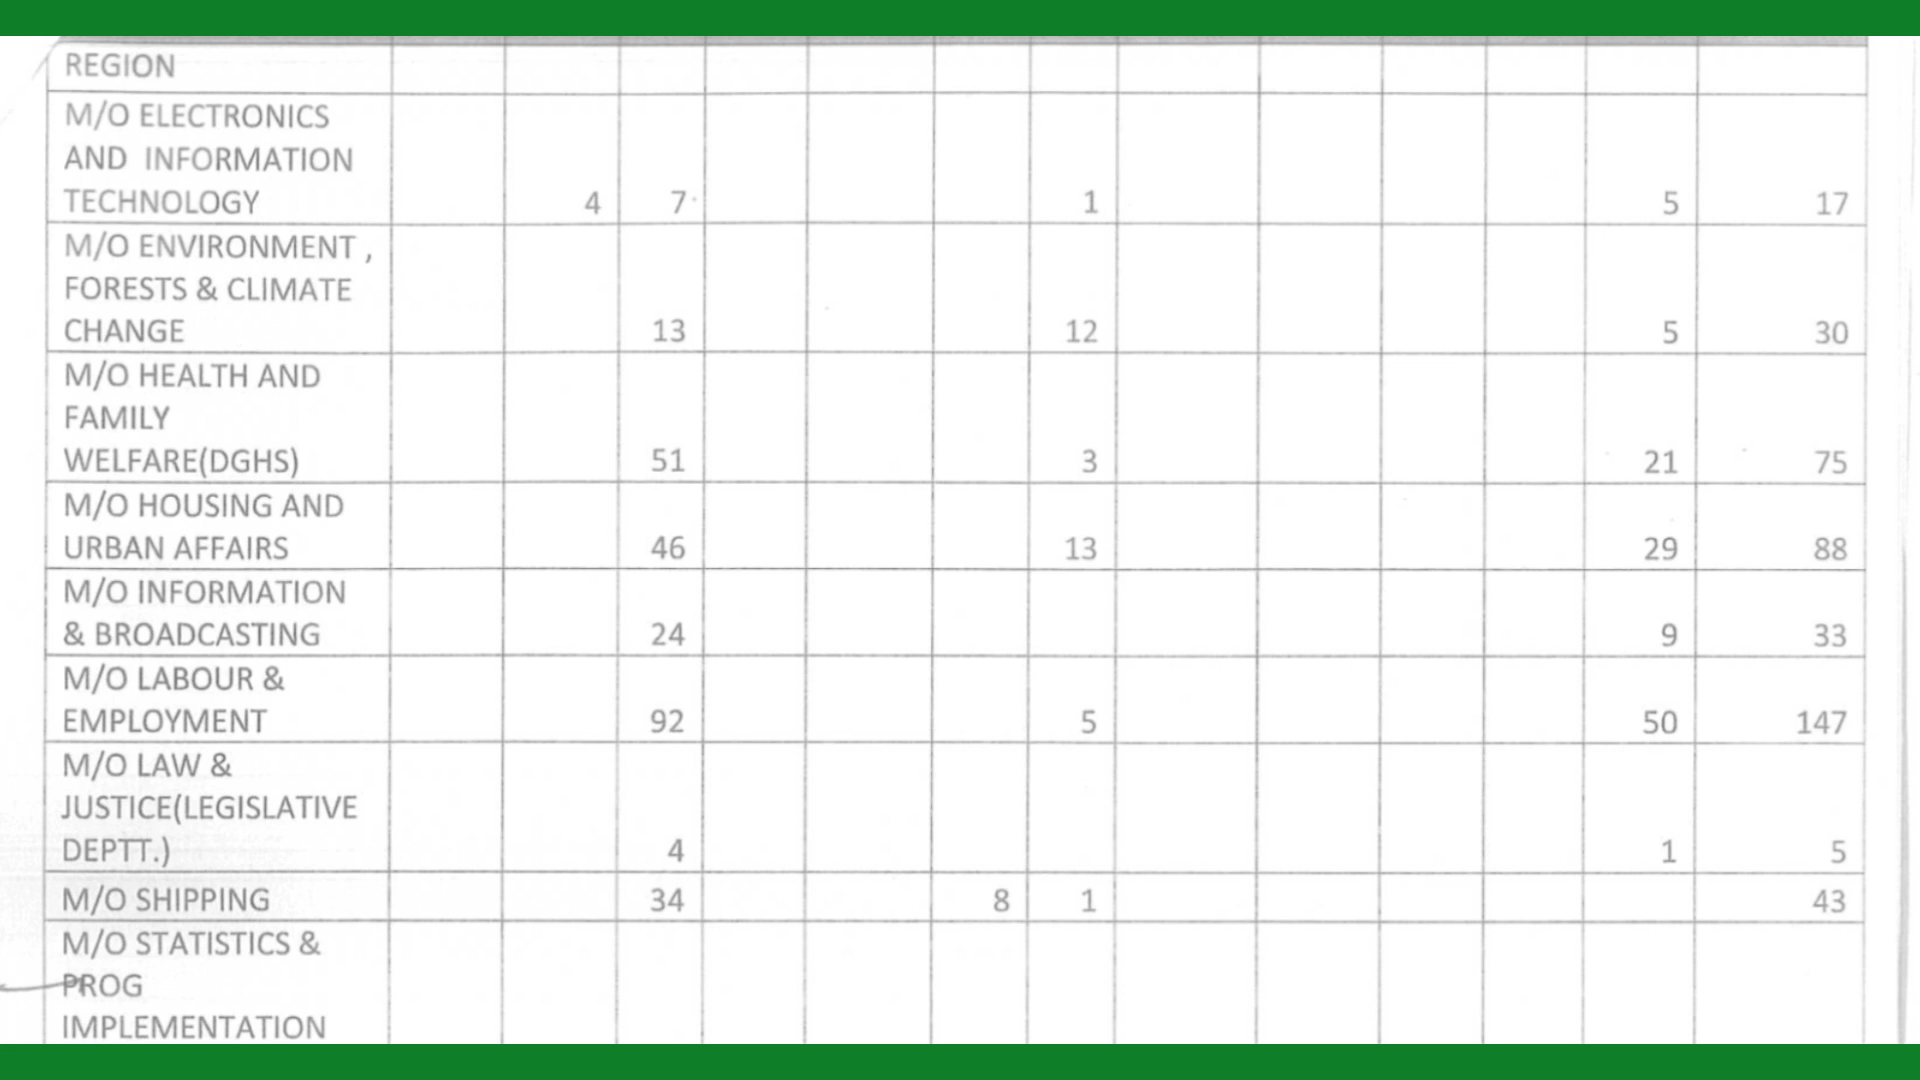 REGION
M/O ELECTRONICS
AND INFORMATION
TECHNOLOGY 4 7 1 5 17
M/O ENVIRONMENT ,
FORESTS & CLIMATE
CHANGE 13 12 5 30
M/O HEALTH AND
FAMILY
WELFARE(DGHS) 51 3 21 75
M/O HOUSING AND
URBAN AFFAIRS 46 13 29 88
M/O INFORMATION
& BROADCASTING 24 9 33
M/O LABOUR &
EMPLOYMENT 92 5 50 147
M/O LAW &
JUSTICE(LEGISLATIVE
DEPTT.) 4 1 5
M/O SHIPPING 34 8 1 43
M/O STATISTICS &
PROG
IMPLEMENTATION